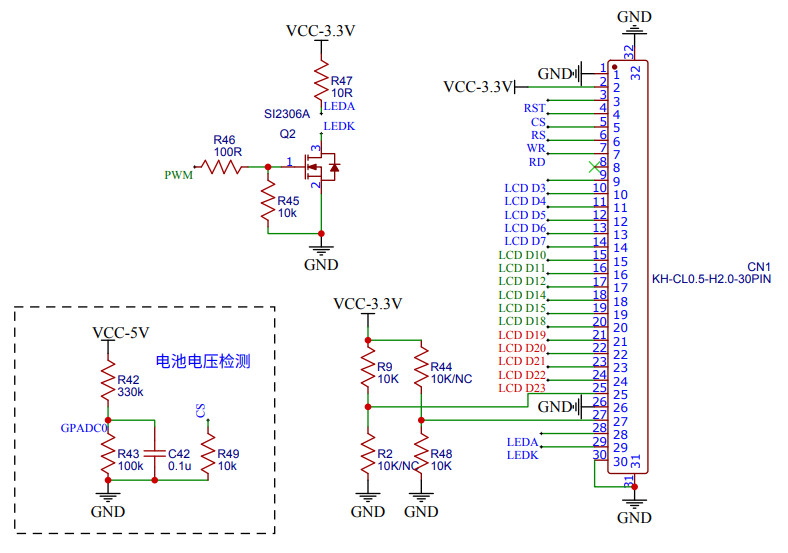 GND
32
32
VCC-3.3V
R47
10R
LEDA
SI2306A
LEDK
Q2
3
1
2
R46
100R
PWM
R45
10k
GND
GND
VCC-3.3V
1 1
2 2
3 3
RST 4 4
CS 5 5
RS 6 6
WR 7 7
RD 8 8
9 9
LCD D3 10 10
LCD D4 11 11
LCD D5 12 12
LCD D6 13 13
LCD D7 14 14
LCD D10 15 15
LCD D11 16 16
LCD D12 17 17
LCD D14 18 18
LCD D15 19 19
LCD D18 20 20
LCD D19 21 21
LCD D20 22 22
LCD D21 23 23
LCD D22 24 24
LCD D23 25 25
GND 26 26
27 27
28 28
LEDA 29 29
LEDK 30 30
31
31
GND
CN1
KH-CL0.5-H2.0-30PIN
VCC-3.3V
R9
10K
R44
10K/NC
R2
10K/NC
R48
10K
GND
GND
VCC-5V
电池电压检测
R42
330k
GPADC0
CS
R43
100k
C42
0.1u
R49
10k
GND